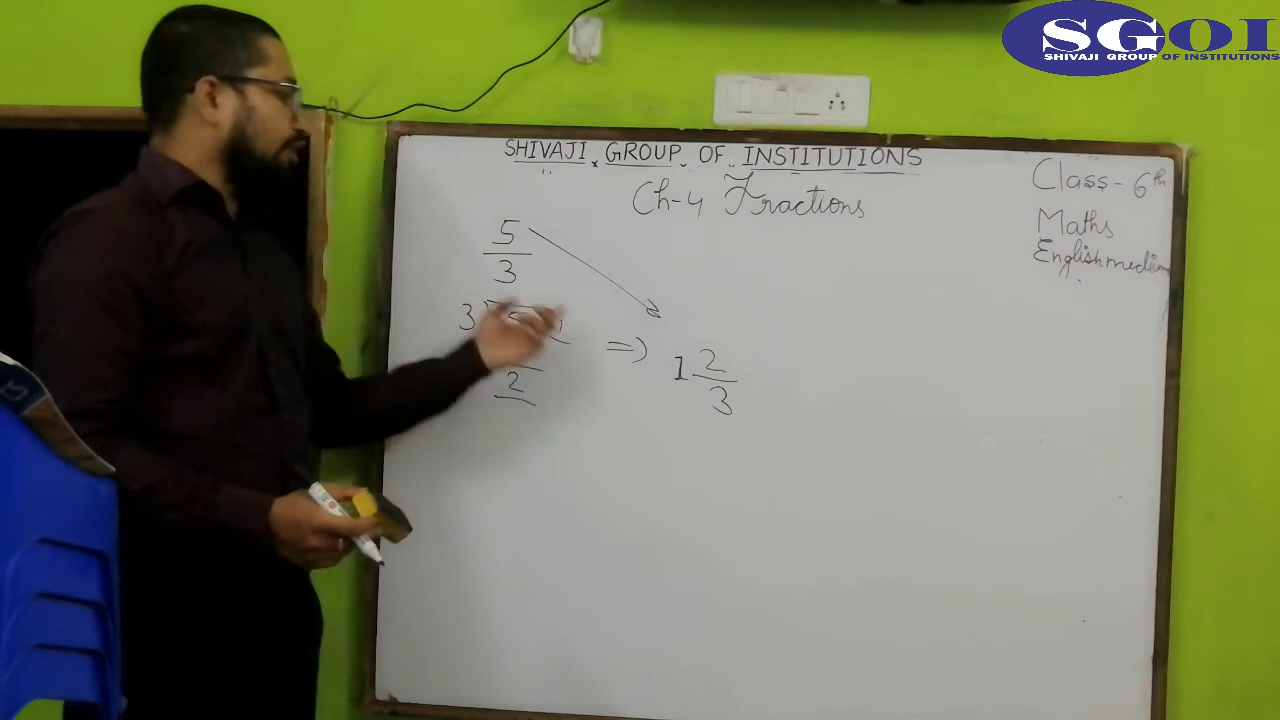 SGOI
SHIVAJI GROUP OF INSTITUTIONS
SHIVAJI GROUP OF INSTITUTIONS
Ch-4 Fractions
Class- 6th
Maths
English medium
5
3
3
2
=> 1 2
3